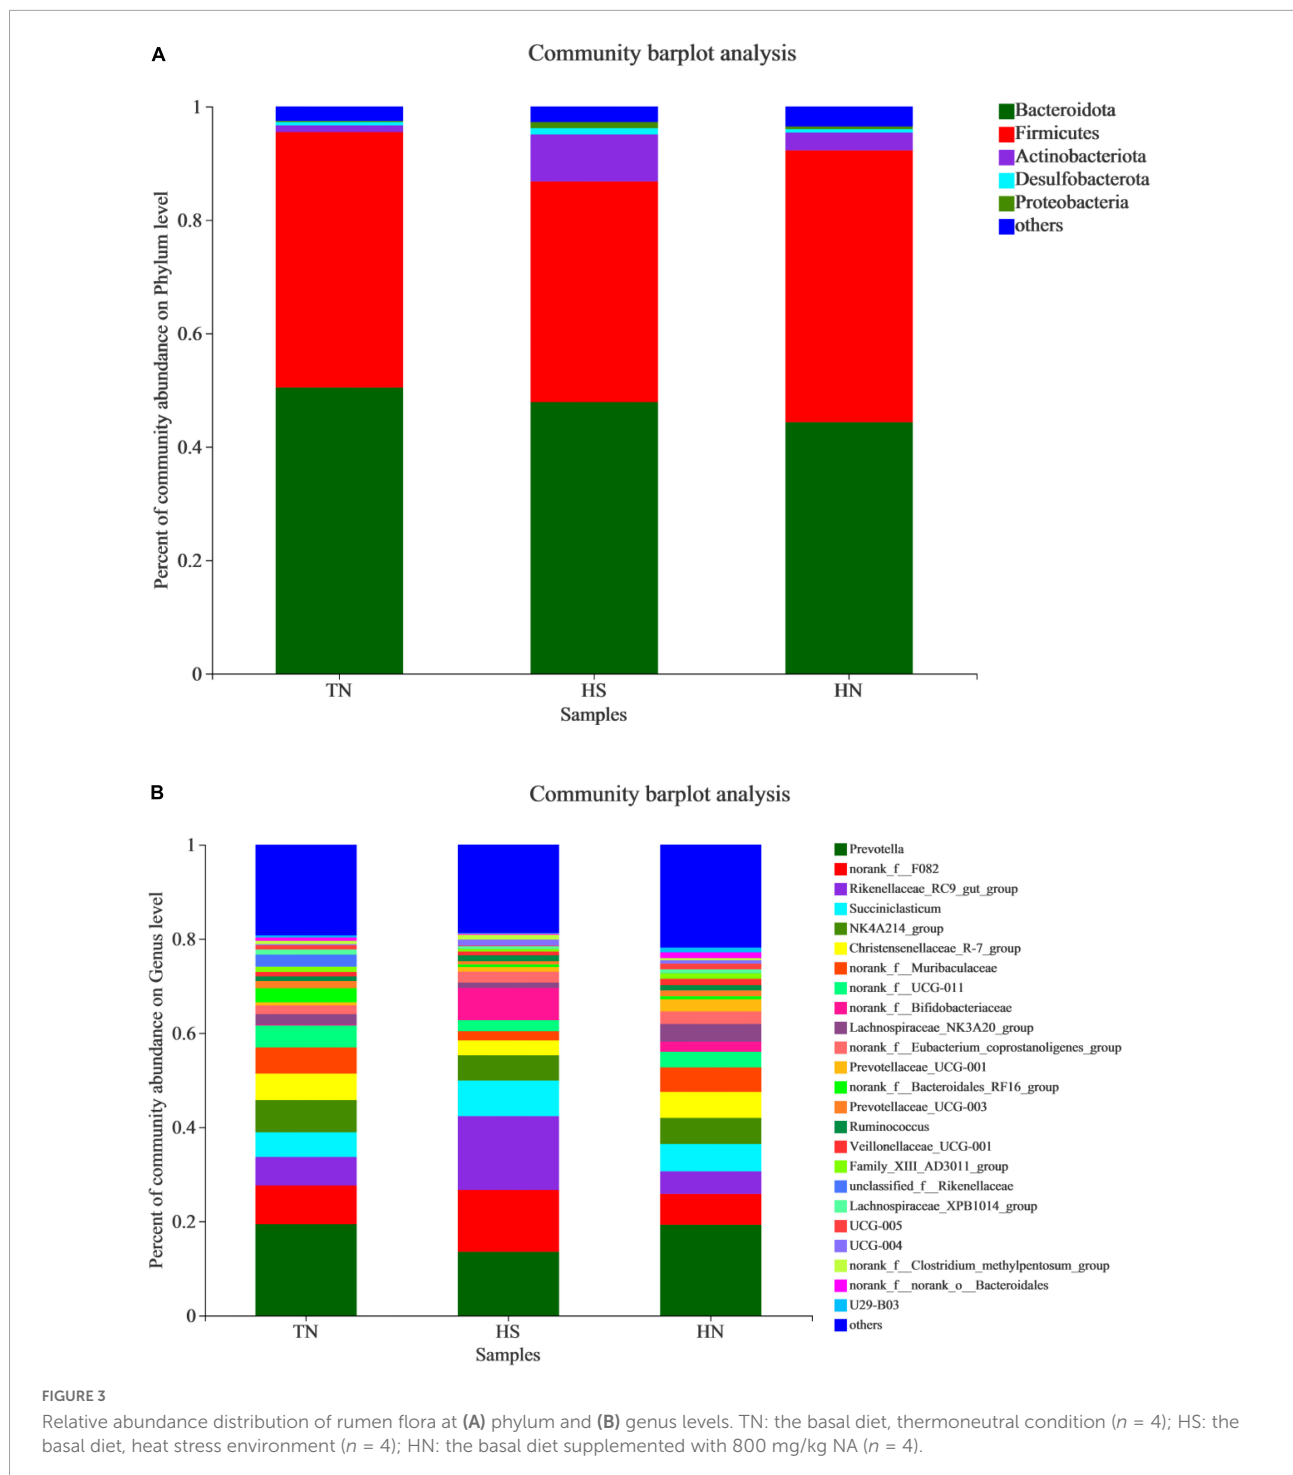 A
Community barplot analysis
Percent of community abundance on Phylum level
1
0.8
0.6
0.4
0.2
0
TN
HS
HN
Samples
Bacteroidota
Firmicutes
Actinobacteriota
Desulfobacterota
Proteobacteria
others
B
Community barplot analysis
Percent of community abundance on Genus level
1
0.8
0.6
0.4
0.2
0
TN
HS
HN
Samples
Prevotella
norank_f__F082
Rikenellaceae_RC9_gut_group
Succiniclasticum
NK4A214_group
Christensenellaceae_R-7_group
norank_f__Muribaculaceae
norank_f__UCG-011
norank_f__Bifidobacteriaceae
Lachnospiraceae_NK3A20_group
norank_f__Eubacterium_coprostanoligenes_group
Prevotellaceae_UCG-001
norank_f__Bacteroidales_RF16_group
Prevotellaceae_UCG-003
Ruminococcus
Veillonellaceae_UCG-001
Family_XIII_AD3011_group
unclassified_f__Rikenellaceae
Lachnospiraceae_XPB1014_group
UCG-005
UCG-004
norank_f__Clostridium_methylpentosum_group
norank_f__norank_o__Bacteroidales
U29-B03
others
FIGURE 3
Relative abundance distribution of rumen flora at (A) phylum and (B) genus levels. TN: the basal diet, thermoneutral condition (n = 4); HS: the
basal diet, heat stress environment (n = 4); HN: the basal diet supplemented with 800 mg/kg NA (n = 4).